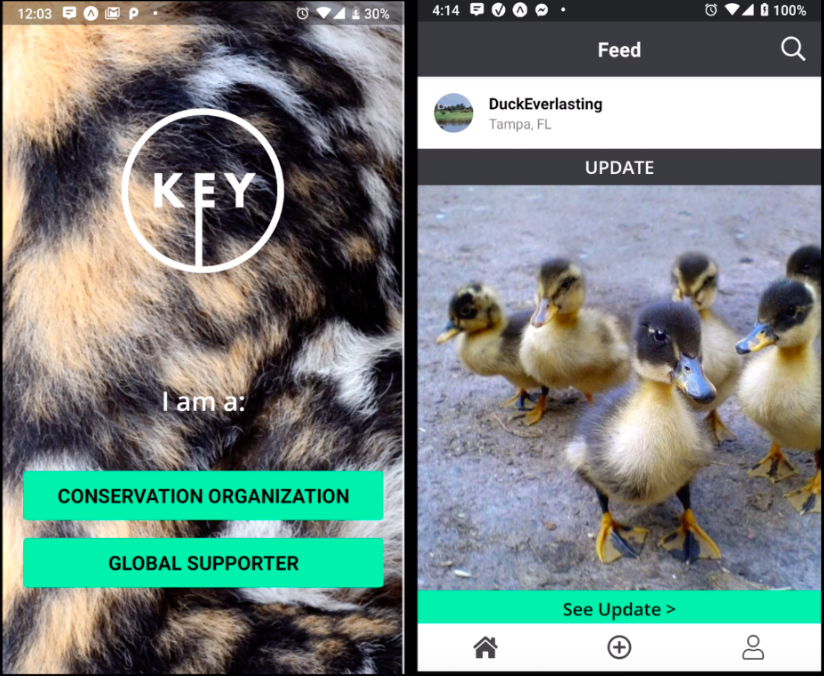 12:03
30%
KEY
I am a:
CONSERVATION ORGANIZATION
GLOBAL SUPPORTER
4:14
100%
Feed
DuckEverlasting
Tampa, FL
UPDATE
See Update >